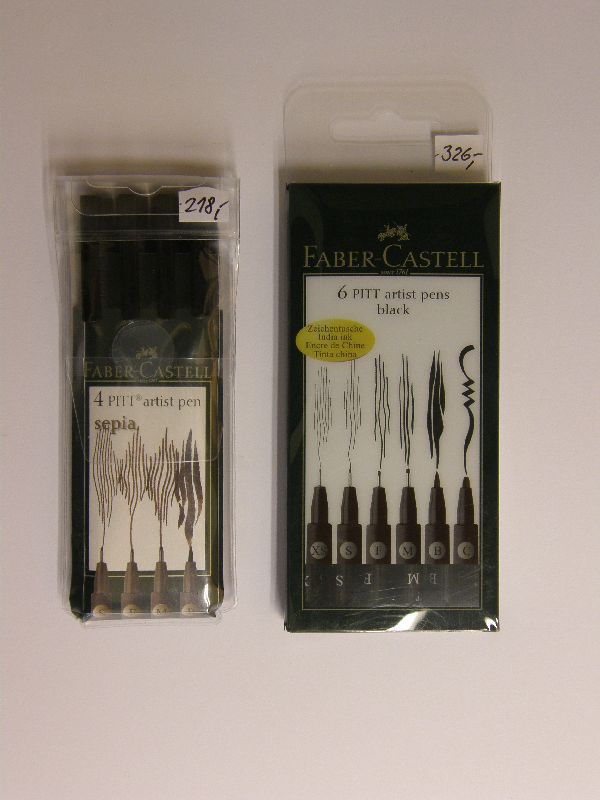 -218,-
FABER-CASTELL
4 PITT® artist pen
sepia
S F M B
-326,-
FABER-CASTELL
since 1761
6 PITT artist pens
black
Zeichentusche
India ink
Encre de Chine
Tinta china
XS S F M B C